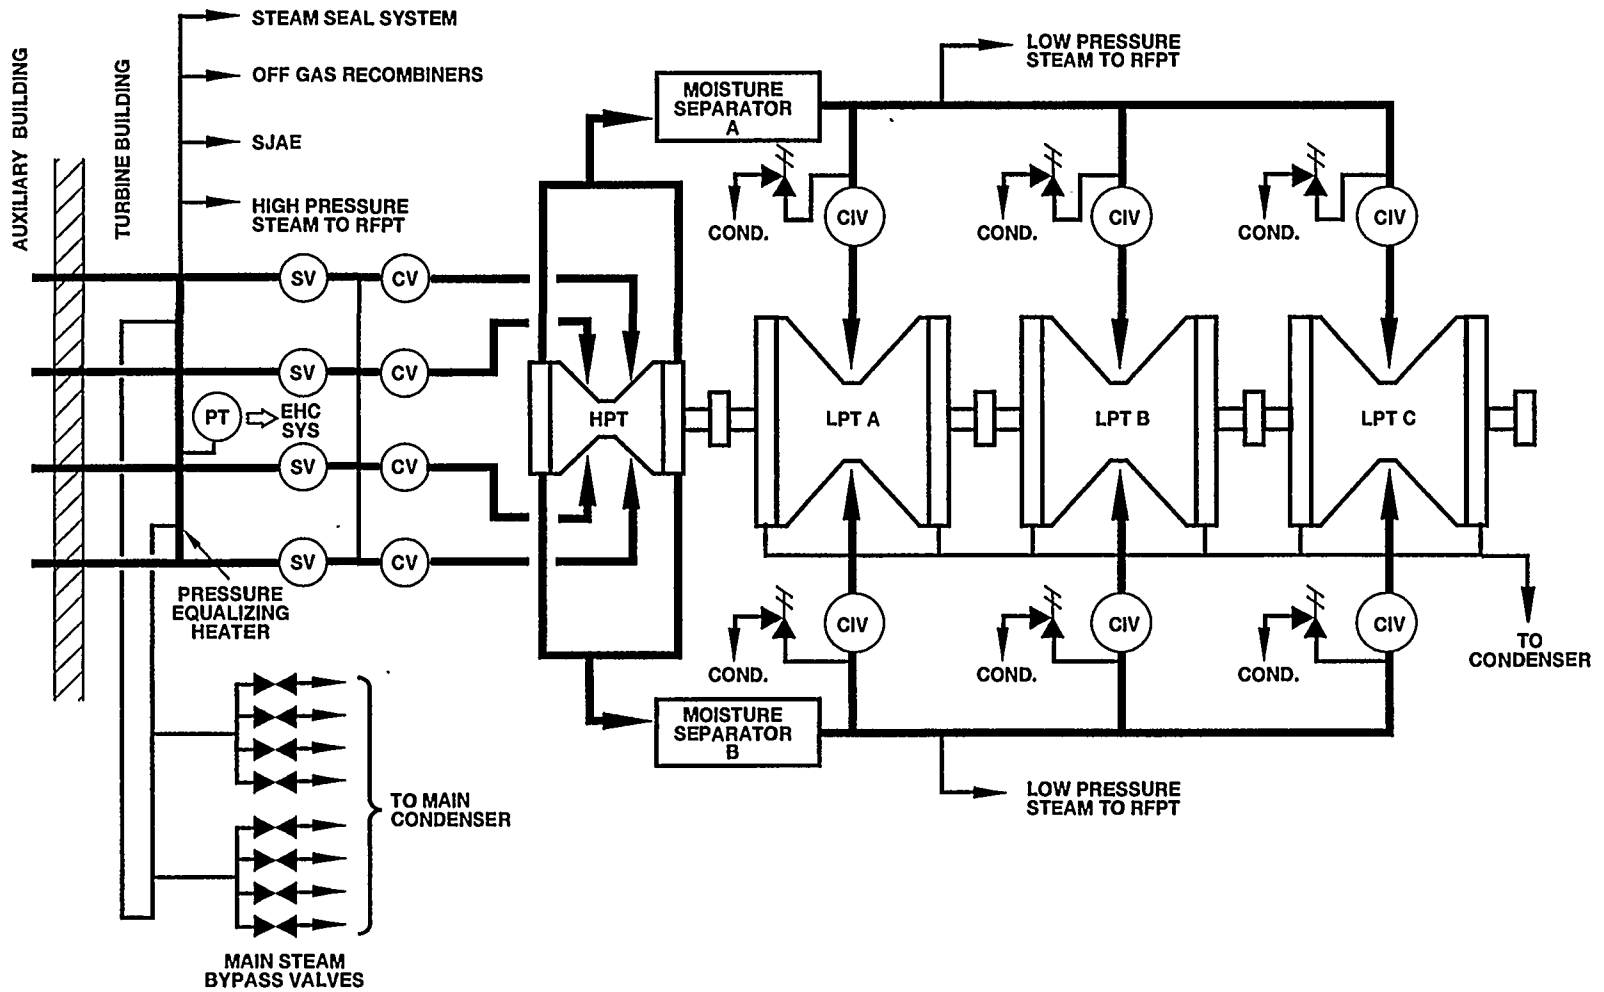 STEAM SEAL SYSTEM
OFF GAS RECOMBINERS
SJAE
HIGH PRESSURE
STEAM TO RFPT
AUXILIARY BUILDING
TURBINE BUILDING
SV
CV
SV
CV
PT
EHC
SYS
SV
CV
SV
CV
PRESSURE
EQUALIZING
HEATER
TO MAIN
CONDENSER
MAIN STEAM
BYPASS VALVES
MOISTURE
SEPARATOR
A
HPT
MOISTURE
SEPARATOR
B
LOW PRESSURE
STEAM TO RFPT
COND.
CIV
COND.
CIV
COND.
CIV
LPT A
LPT B
LPT C
COND.
CIV
COND.
CIV
COND.
CIV
TO
CONDENSER
LOW PRESSURE
STEAM TO RFPT